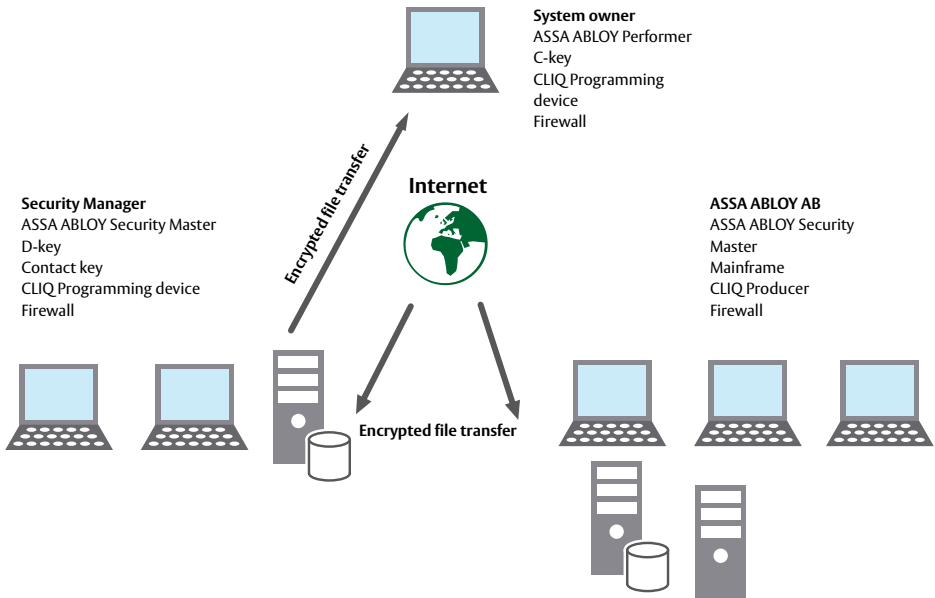 System owner
ASSA ABLOY Performer
C-key
CLIQ Programming
device
Firewall
Encrypted file transfer
Internet
Security Manager
ASSA ABLOY Security Master
D-key
Contact key
CLIQ Programming device
Firewall
ASSA ABLOY AB
ASSA ABLOY Security
Master
Mainframe
CLIQ Producer
Firewall
Encrypted file transfer